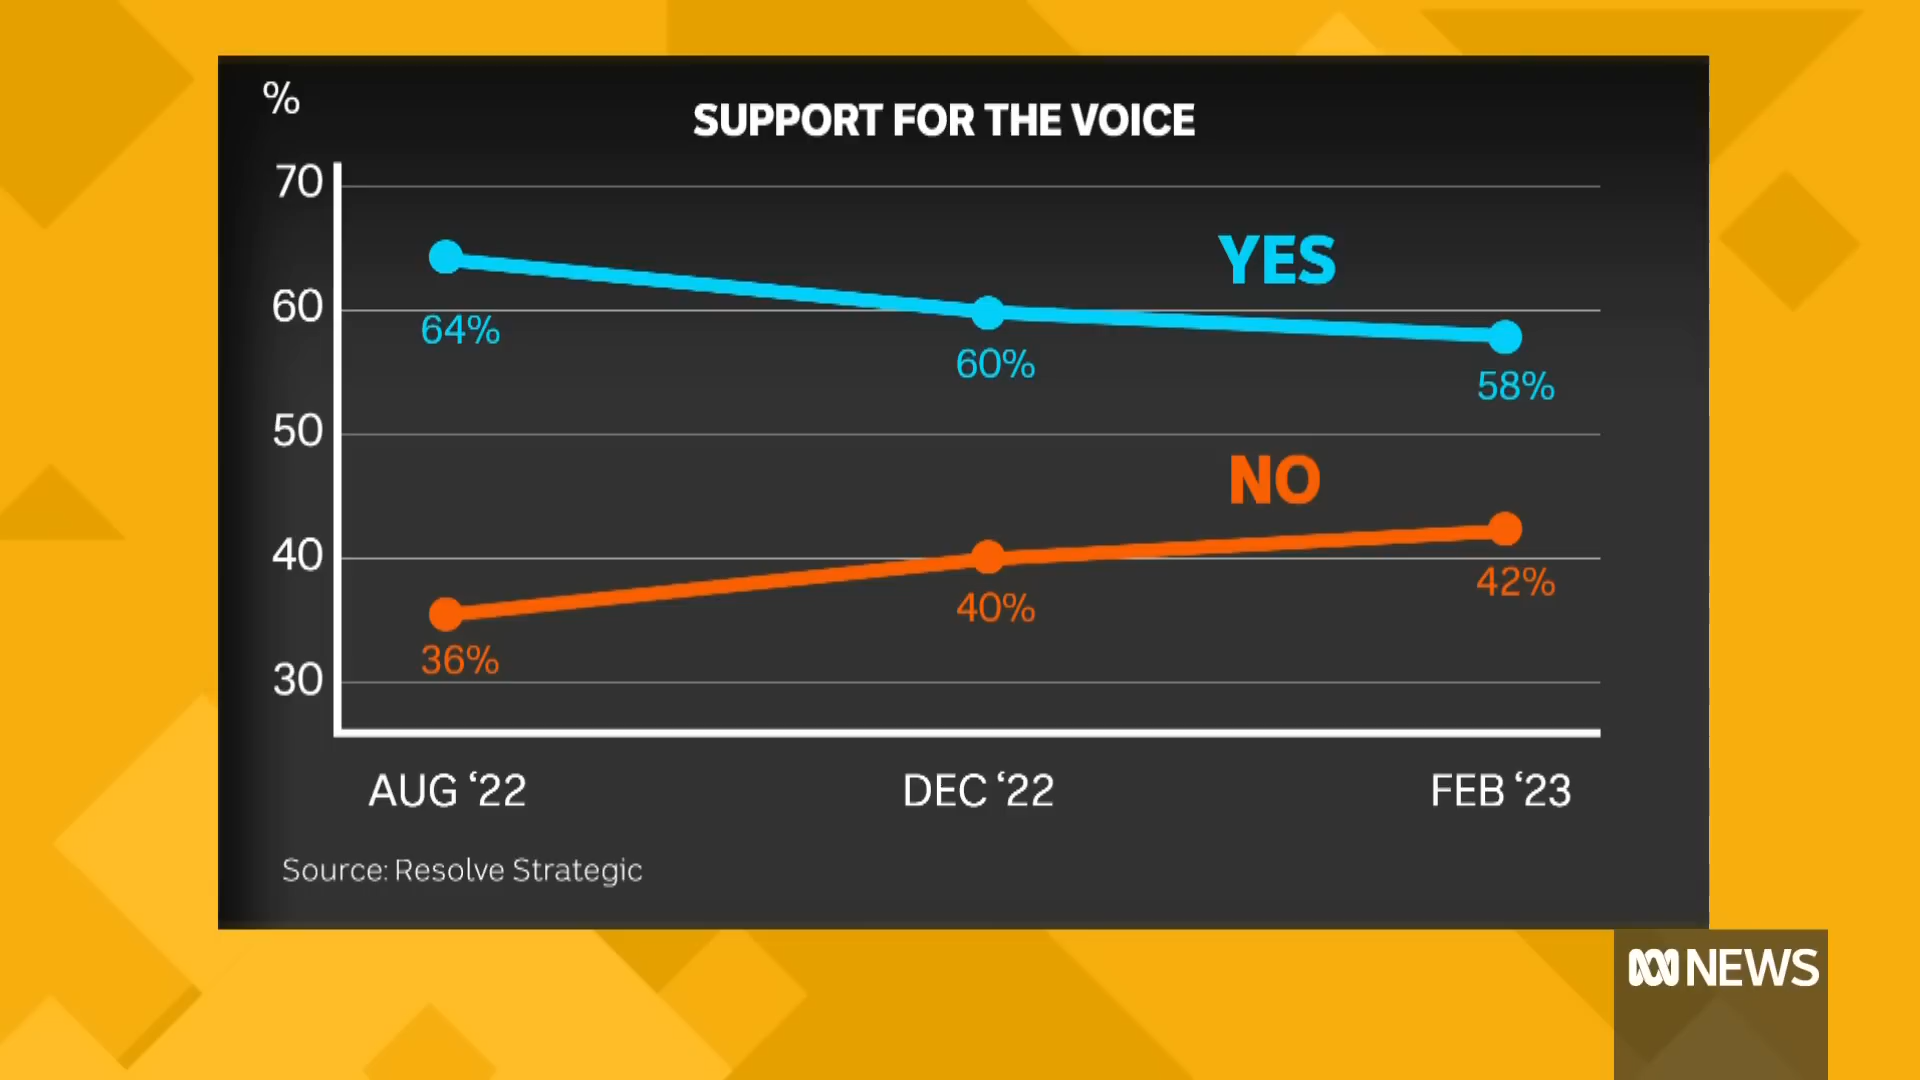 %
SUPPORT FOR THE VOICE
70
60
50
40
30
YES
64%
60%
58%
NO
36%
40%
42%
AUG ‘22
DEC ‘22
FEB ‘23
Source: Resolve Strategic
NEWS